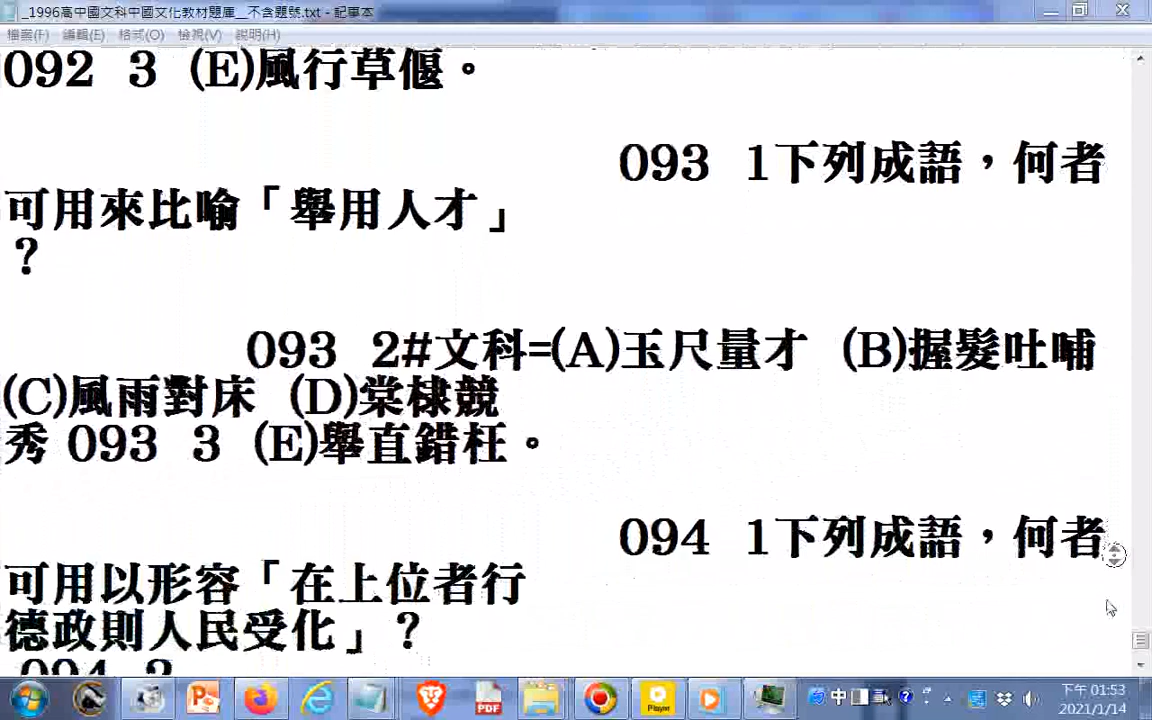 _1996高中國文科中國文化教材題庫__不含題號.txt - 記事本
檔案(F) 編輯(E) 格式(O) 檢視(V) 說明(H)
092 3 (E)風行草偃。
093 1下列成語，何者
可用來比喻「舉用人才」
？
093 2#文科=(A)玉尺量才 (B)握髮吐哺
(C)風雨對床 (D)棠棣競
秀 093 3 (E)舉直錯枉。
094 1下列成語，何者
可用以形容「在上位者行
德政則人民受化」？
094 2
PDF
Player
中
下午 01:53
2021/1/14